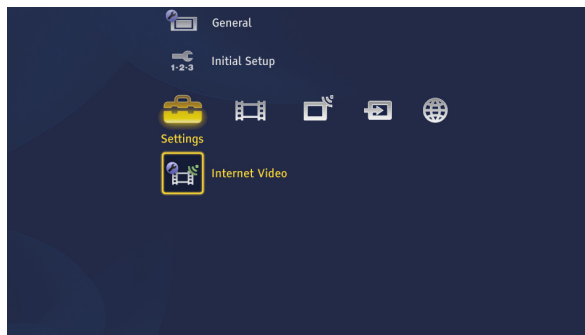 General
1-2-3
Initial Setup
Settings
Internet Video